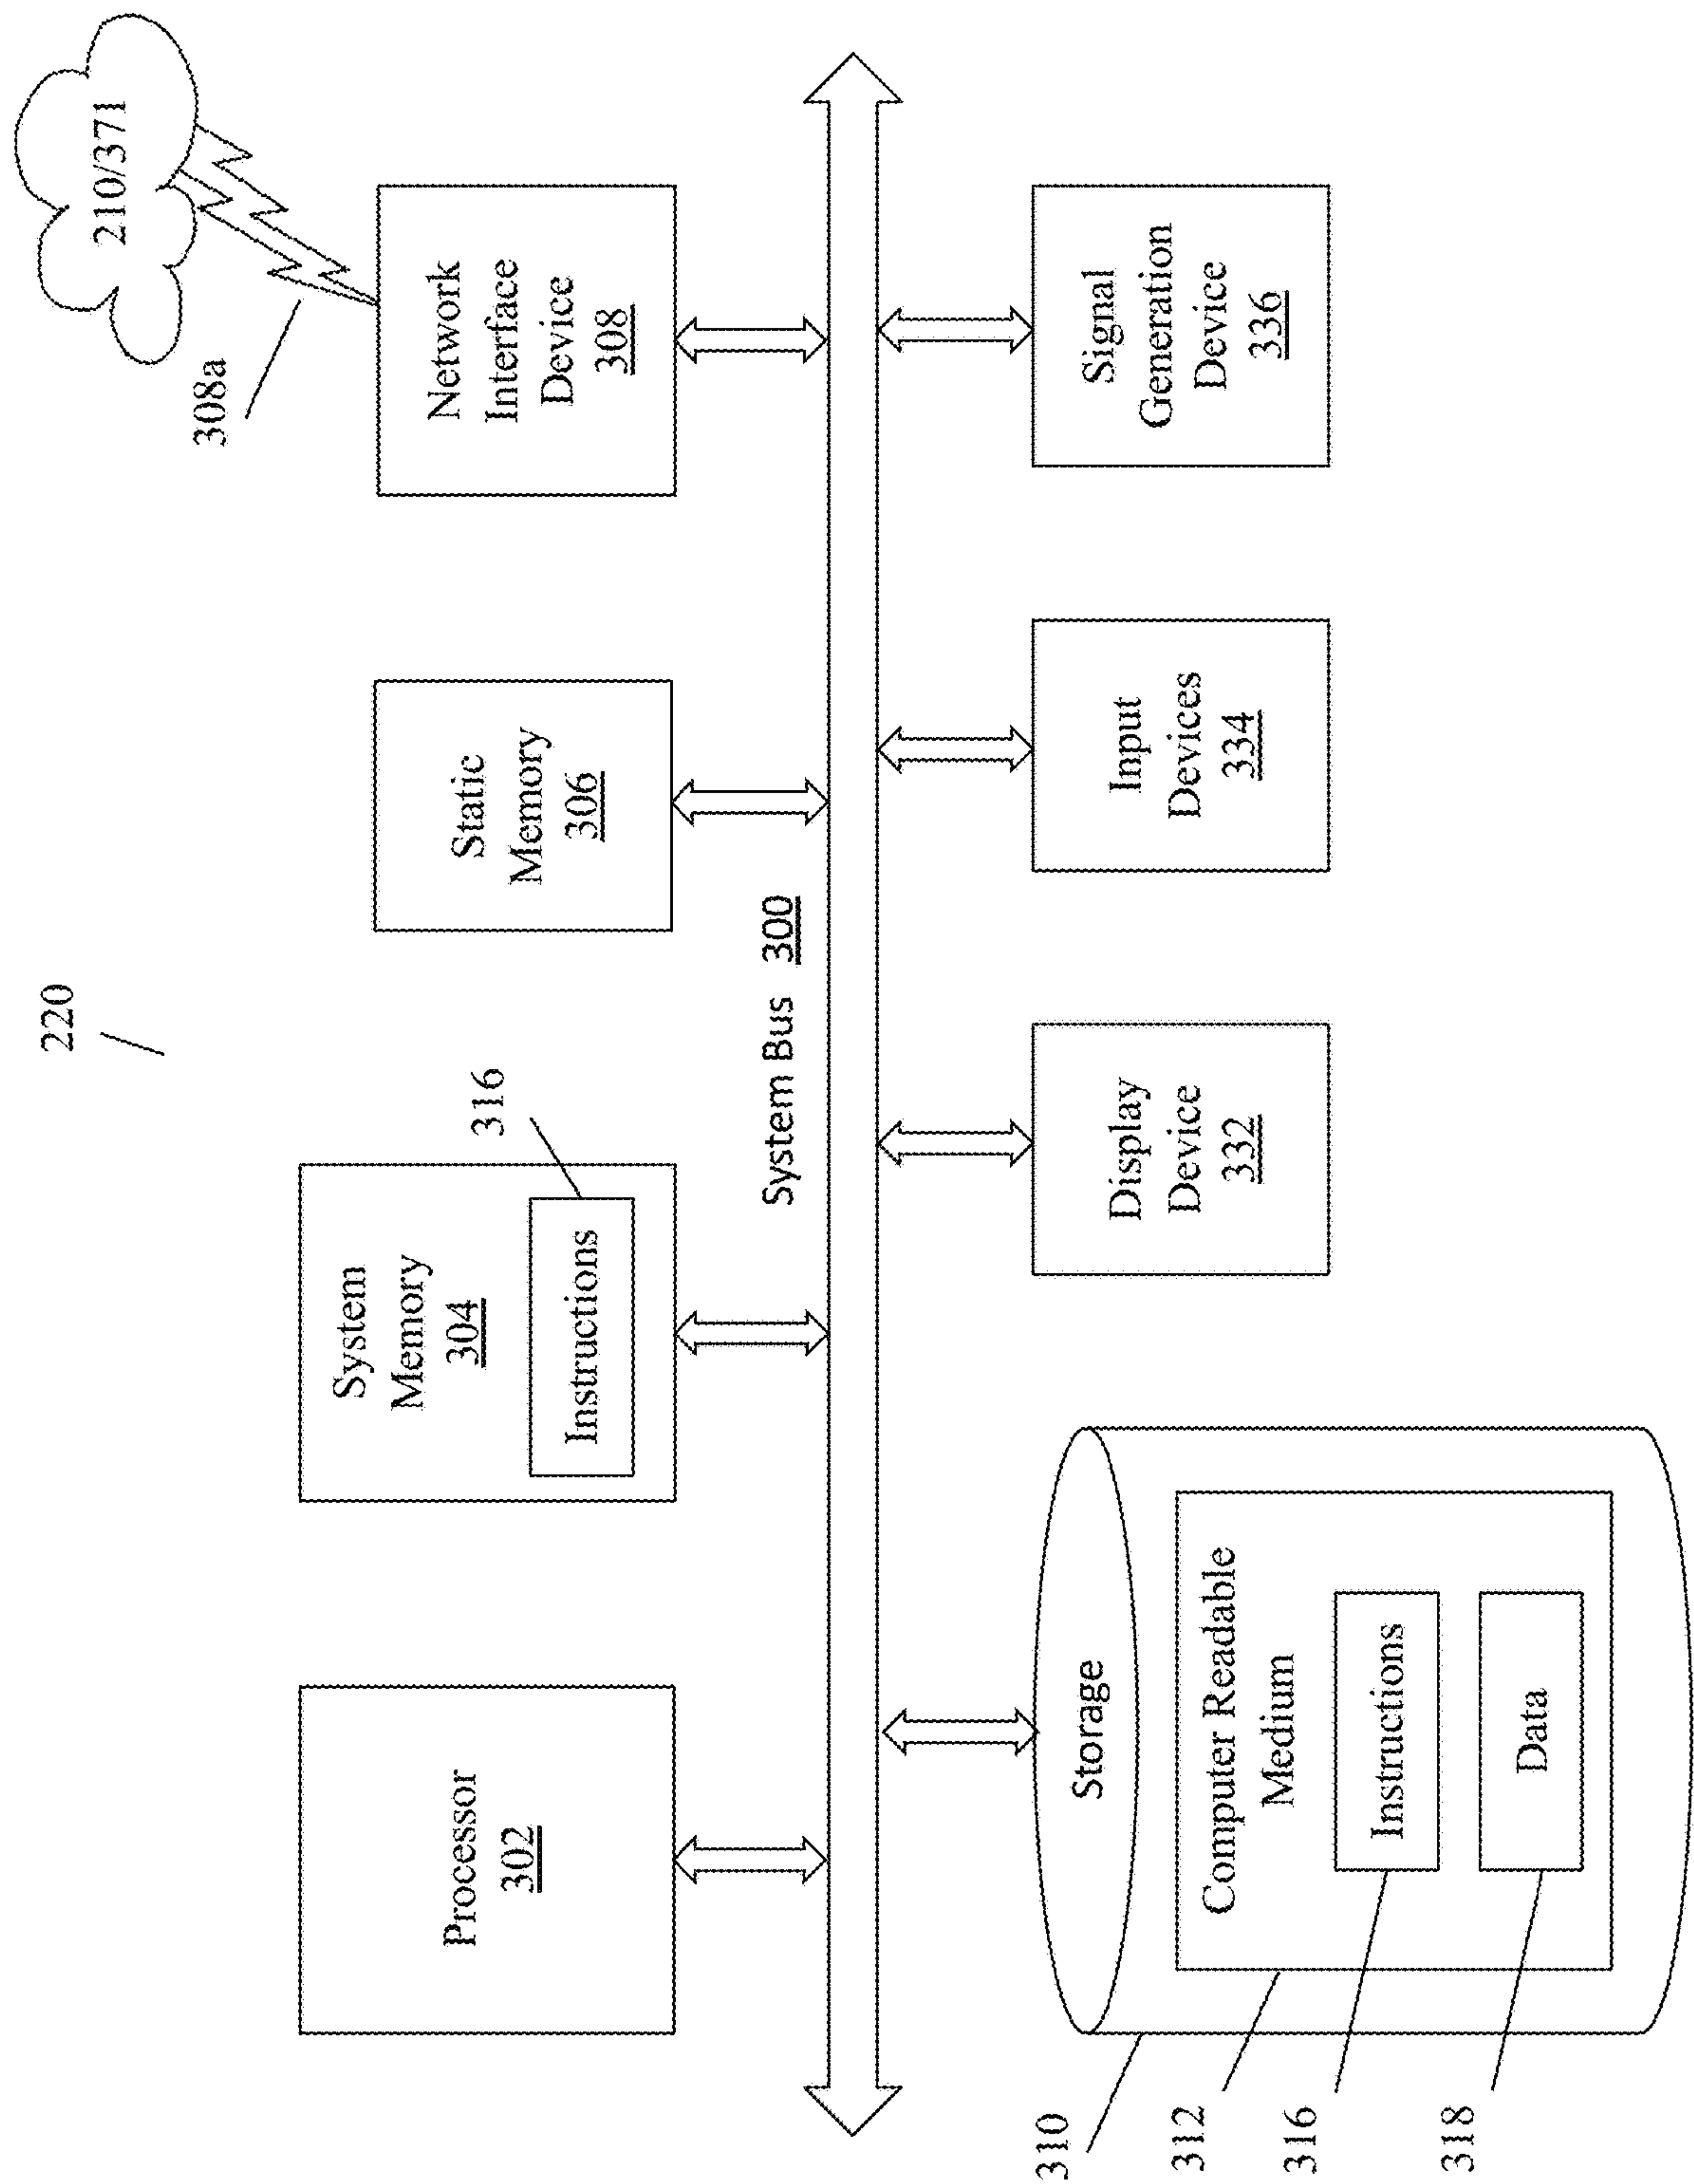 220
210/371
308a
Processor
302
System
Memory
304
316
Instructions
Static
Memory
306
Network
Interface
Device
308
System Bus 300
Storage
Computer Readable
Medium
Instructions
Data
310
312
316
318
Display
Device
332
Input
Devices
334
Signal
Generation
Device
336